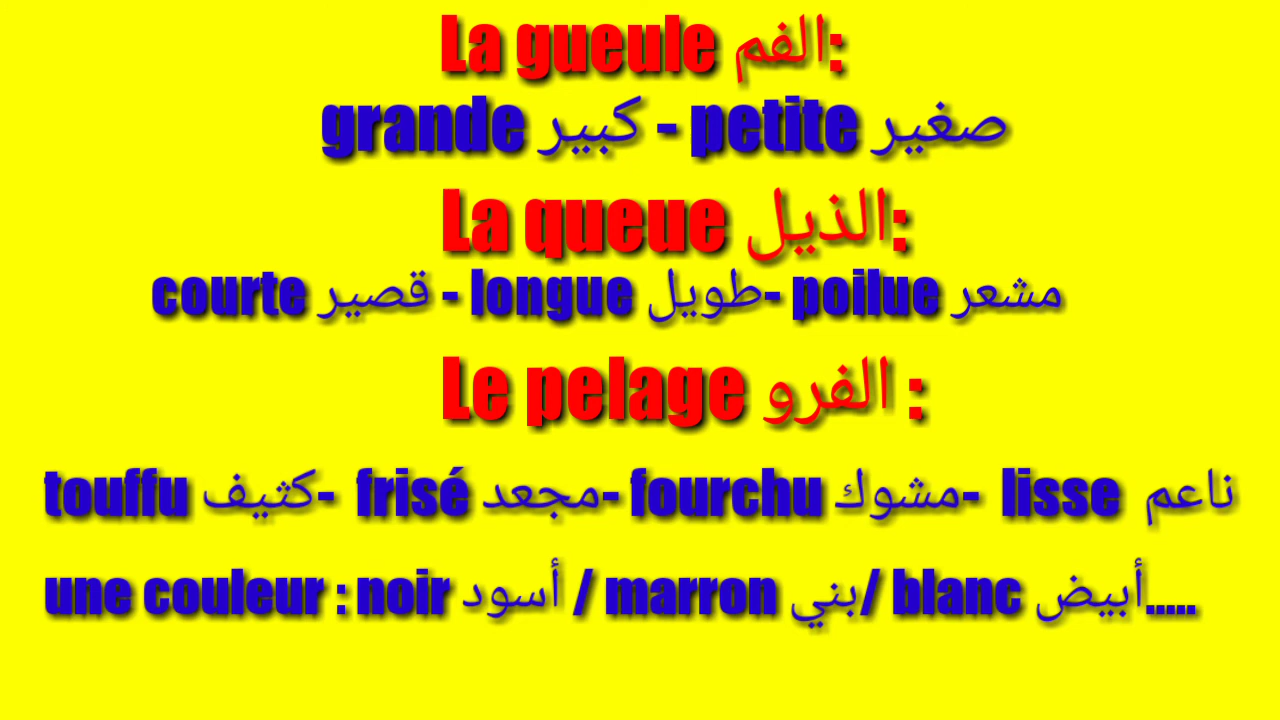 La gueule الفم:
grande كبير - petite صغير
La queue الذيل:
courte قصير - longue طويل- poilue مشعر
Le pelage الفرو :
touffu كثيف- frisé مجعد- fourchu مشوك- lisse ناعم
une couleur : noir أسود / marron بني/ blanc أبيض.....